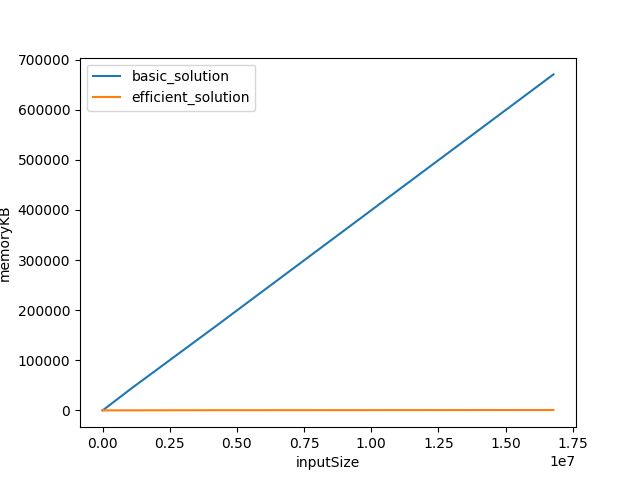 700000
600000
500000
400000
300000
200000
100000
0
memoryKB
basic_solution
efficient_solution
0.00 0.25 0.50 0.75 1.00 1.25 1.50 1.75
1e7
inputSize